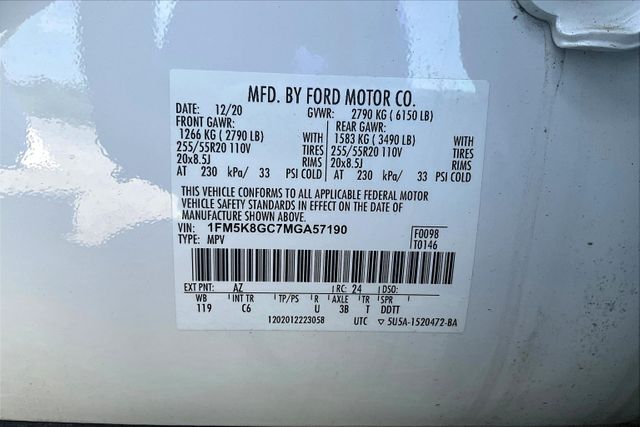 MFD. BY FORD MOTOR CO.
DATE: 12/20 GVWR: 2790 KG ( 6150 LB)
FRONT GAWR: REAR GAWR:
1266 KG ( 2790 LB) WITH 1583 KG ( 3490 LB) WITH
255/55R20 110V TIRES 255/55R20 110V TIRES
20x8.5J RIMS 20x8.5J RIMS
AT 230 kPa/ 33 PSI COLD AT 230 kPa/ 33 PSI COLD
THIS VEHICLE CONFORMS TO ALL APPLICABLE FEDERAL MOTOR
VEHICLE SAFETY STANDARDS IN EFFECT ON THE DATE OF
MANUFACTURE SHOWN ABOVE.
VIN: 1FM5K8GC7MGA57190 F0098
TYPE: MPV T0146
EXT PNT: AZ RC: 24 DSO:
WB INT TR TP/PS R AXLE TR SPR
119 C6 U 3B T DDTT
1202012223058 UTC ▽ 5U5A-1520472-BA